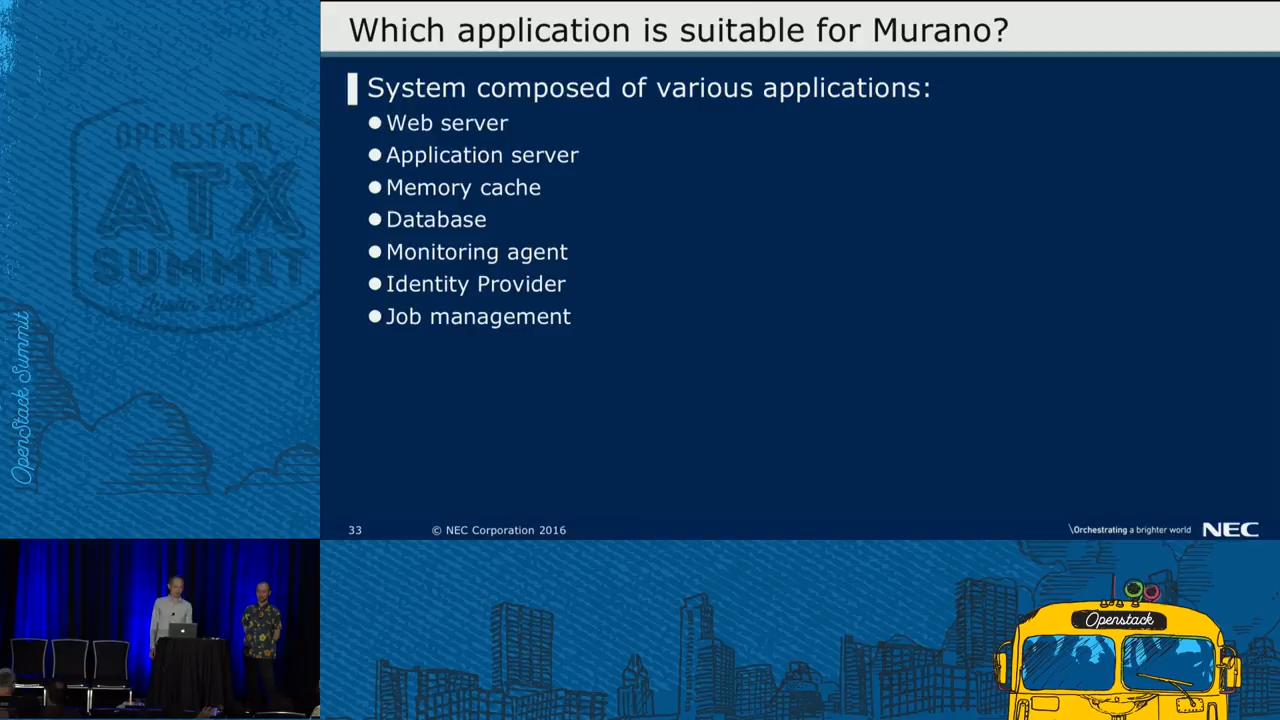 Which application is suitable for Murano?
System composed of various applications:
Web server
Application server
Memory cache
Database
Monitoring agent
Identity Provider
Job management
33
© NEC Corporation 2016
\Orchestrating a brighter world
NEC
OPENSTACK
ATX
SUMMIT
Austin 2016
OpenStack Summit
Openstack